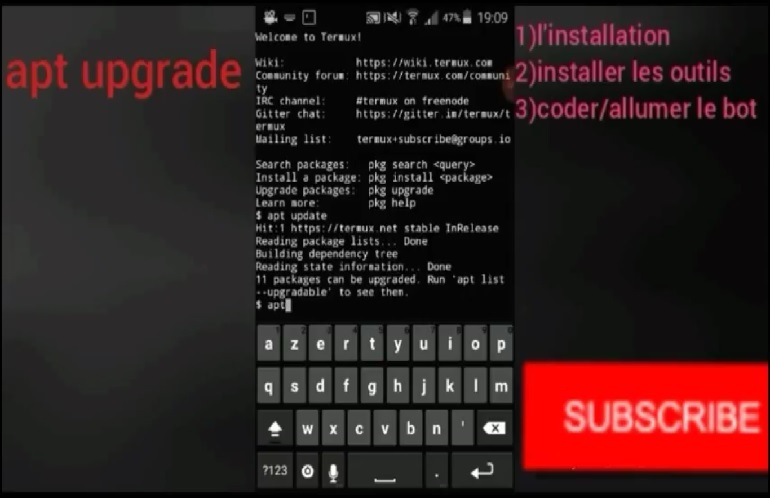 apt upgrade
47% 19:09
Welcome to Termux!
Wiki: https://wiki.termux.com
Community forum: https://termux.com/communi
ty
IRC channel: #termux on freenode
Gitter chat: https://gitter.im/termux/t
ermux
Mailing list: termux+subscribe@groups.io
Search packages: pkg search <query>
Install a package: pkg install <package>
Upgrade packages: pkg upgrade
Learn more: pkg help
$ apt update
Hit:1 https://termux.net stable InRelease
Reading package lists... Done
Building dependency tree
Reading state information... Done
11 packages can be upgraded. Run 'apt list
--upgradable' to see them.
$ apt
a z e r t y u i o p
q s d f g h j k l m
w x c v b n '
?123 .
1)l'installation
2)installer les outils
3)coder/allumer le bot
SUBSCRIBE